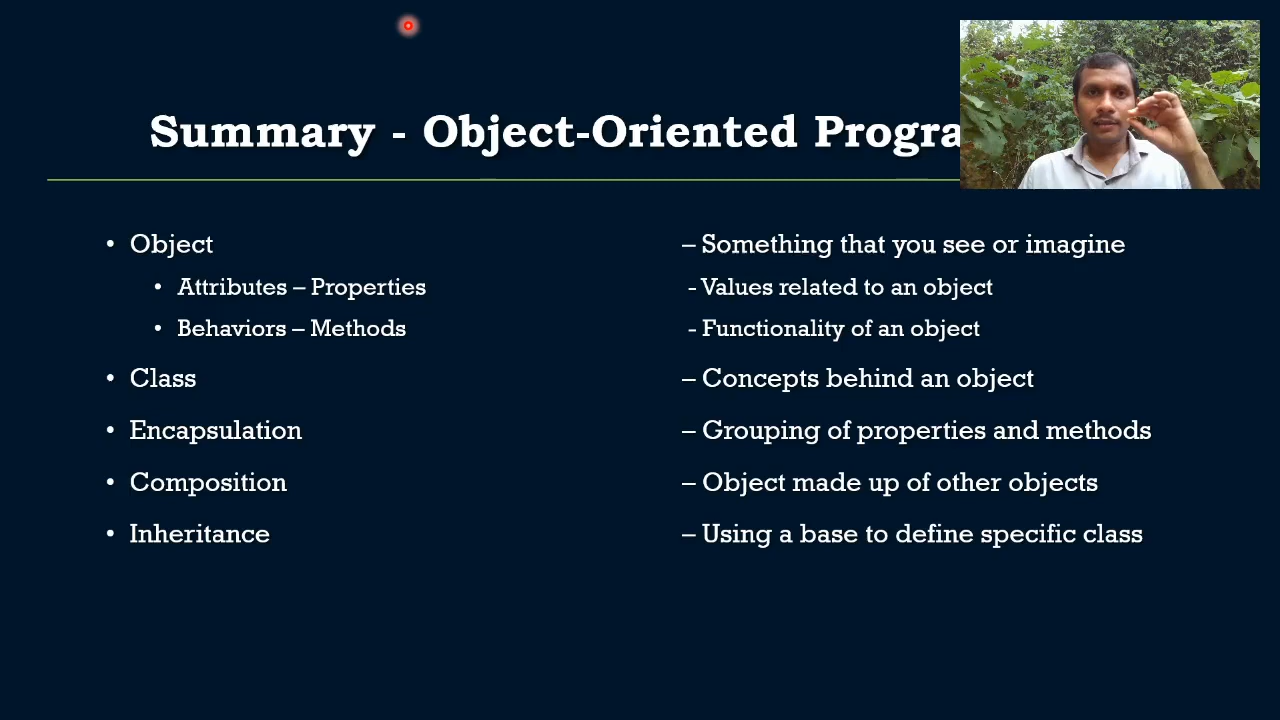 Summary - Object-Oriented Progra
• Object – Something that you see or imagine
• Attributes – Properties - Values related to an object
• Behaviors – Methods - Functionality of an object
• Class – Concepts behind an object
• Encapsulation – Grouping of properties and methods
• Composition – Object made up of other objects
• Inheritance – Using a base to define specific class